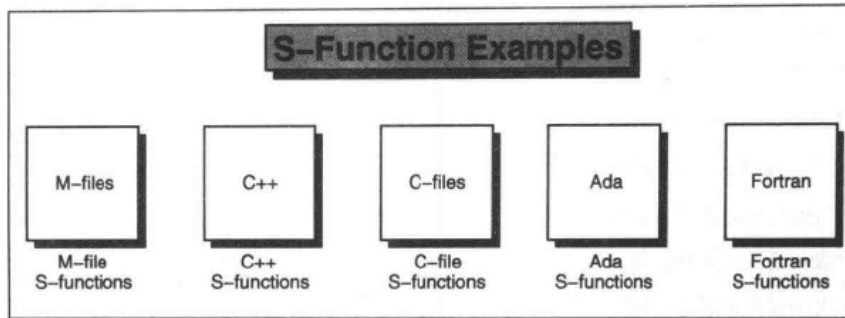 S–Function Examples
M–files
C++
C–files
Ada
Fortran
M–file
S–functions
C++
S–functions
C–file
S–functions
Ada
S–functions
Fortran
S–functions